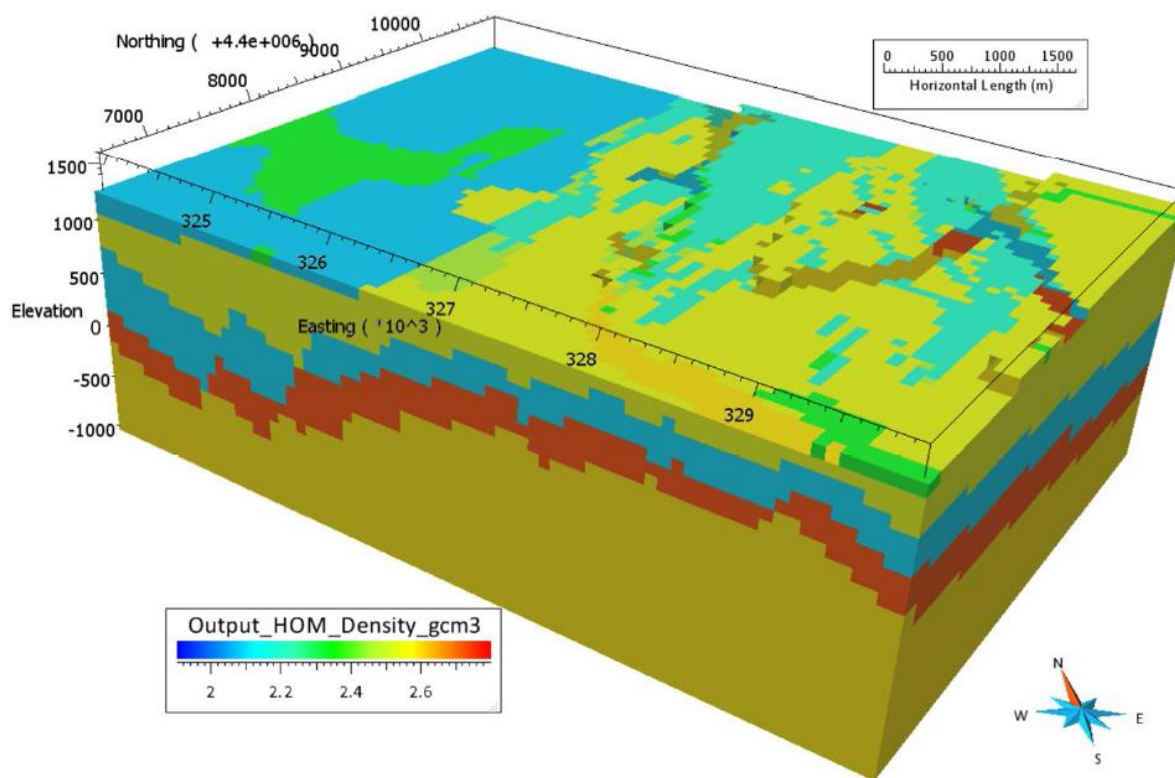 10000
Northing ( +4.4e+006 )
9000
8000
7000
0 500 1000 1500
Horizontal Length (m)
1500
1000
500
Elevation
0
-500
-1000
325
326
327
Easting ( '10^3 )
328
329
Output_HOM_Density_gcm3
2 2.2 2.4 2.6
N
W E
S